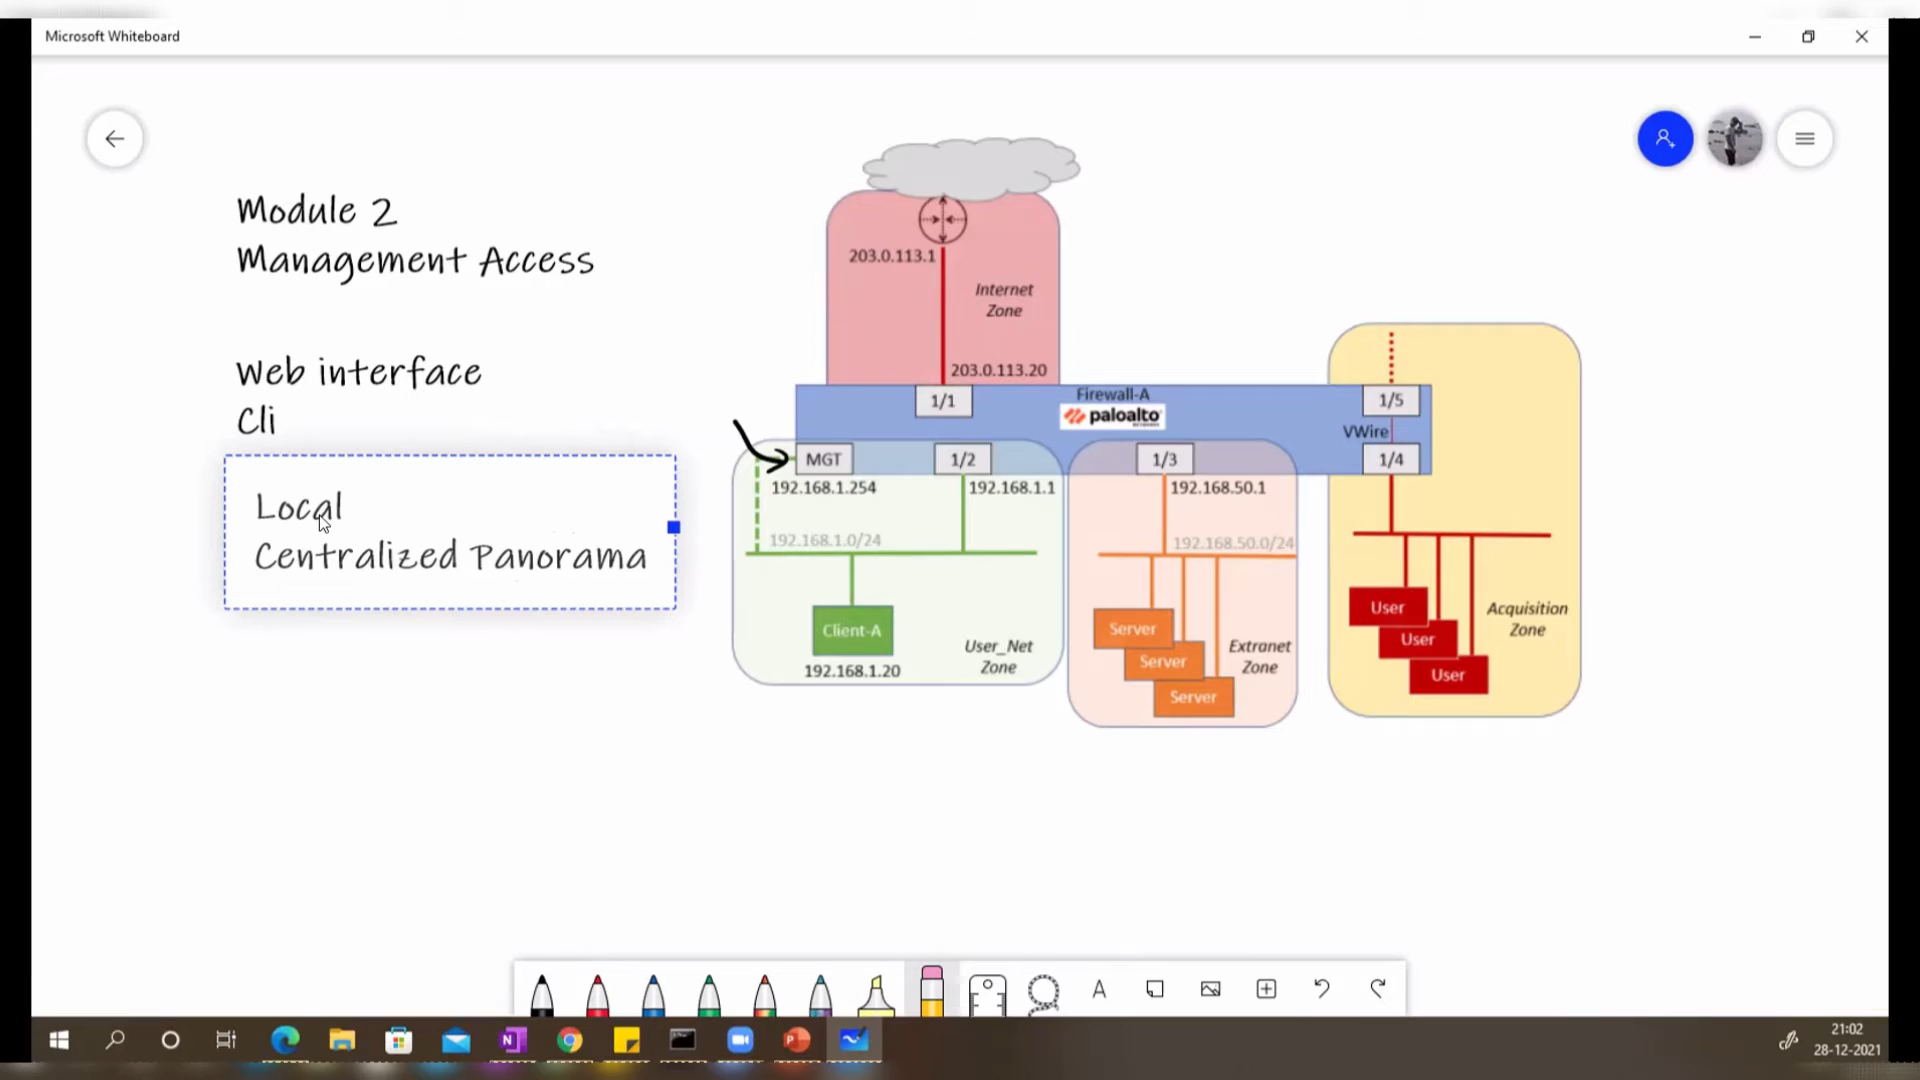 Microsoft Whiteboard
Module 2
Management Access
Web interface
Cli
Local
Centralized Panorama
203.0.113.1
Internet
Zone
203.0.113.20
Firewall-A
1/1
paloalto
1/5
VWire
MGT
1/2
1/3
1/4
192.168.1.254
192.168.1.1
192.168.50.1
192.168.1.0/24
192.168.50.0/24
Client-A
192.168.1.20
User_Net
Zone
Server
Server
Server
Extranet
Zone
User
User
User
Acquisition
Zone
A
21:02
28-12-2021